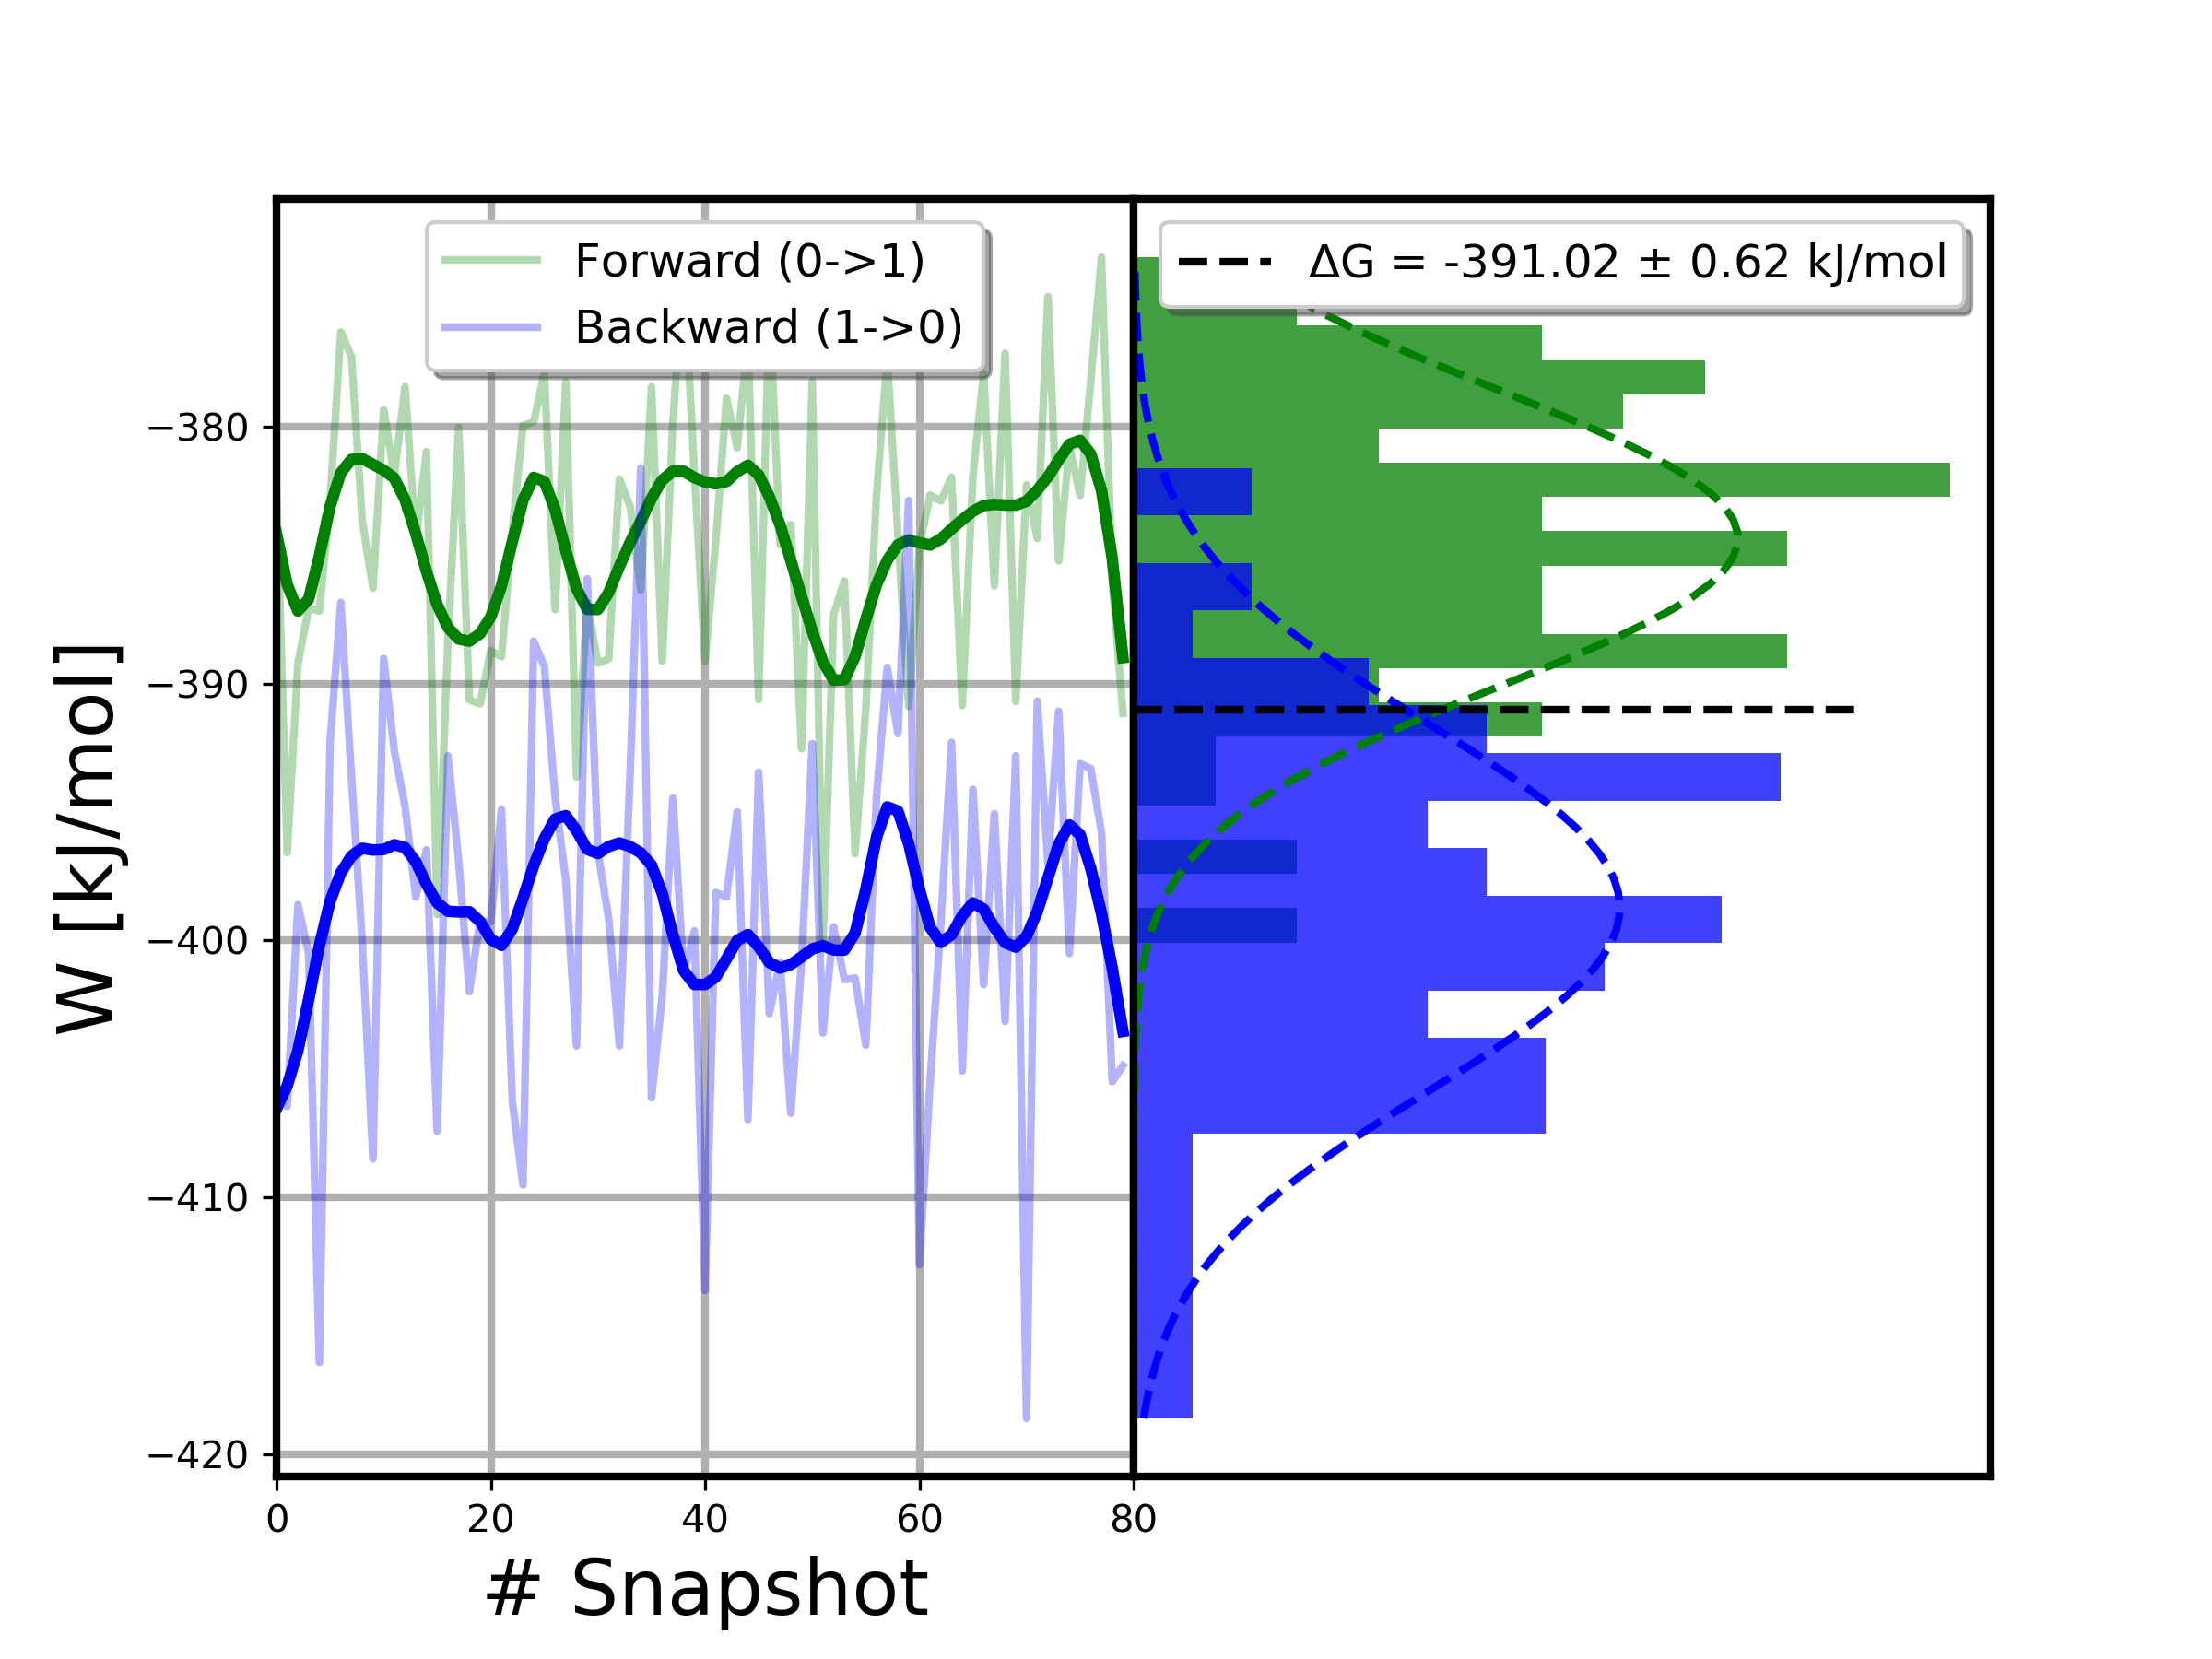 Forward (0->1)
Backward (1->0)
ΔG = -391.02 ± 0.62 kJ/mol
W [kJ/mol]
−380
−390
−400
−410
−420
0 20 40 60 80
# Snapshot